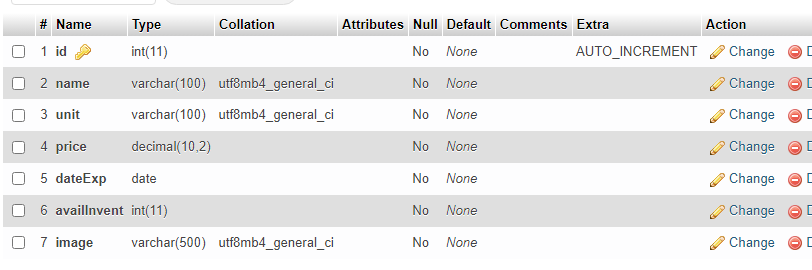 # Name Type Collation Attributes Null Default Comments Extra Action
1 id int(11) No None AUTO_INCREMENT Change D
2 name varchar(100) utf8mb4_general_ci No None Change D
3 unit varchar(100) utf8mb4_general_ci No None Change D
4 price decimal(10,2) No None Change D
5 dateExp date No None Change D
6 availInvent int(11) No None Change D
7 image varchar(500) utf8mb4_general_ci No None Change D